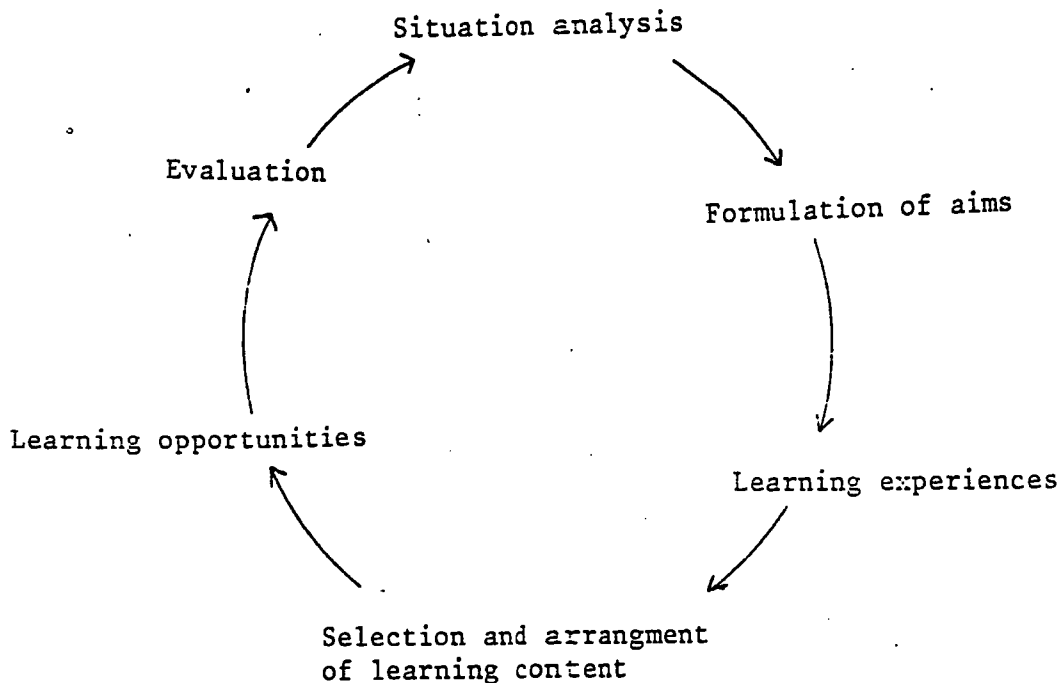 Situation analysis
Evaluation
Formulation of aims
Learning opportunities
Learning experiences
Selection and arrangment
of learning content